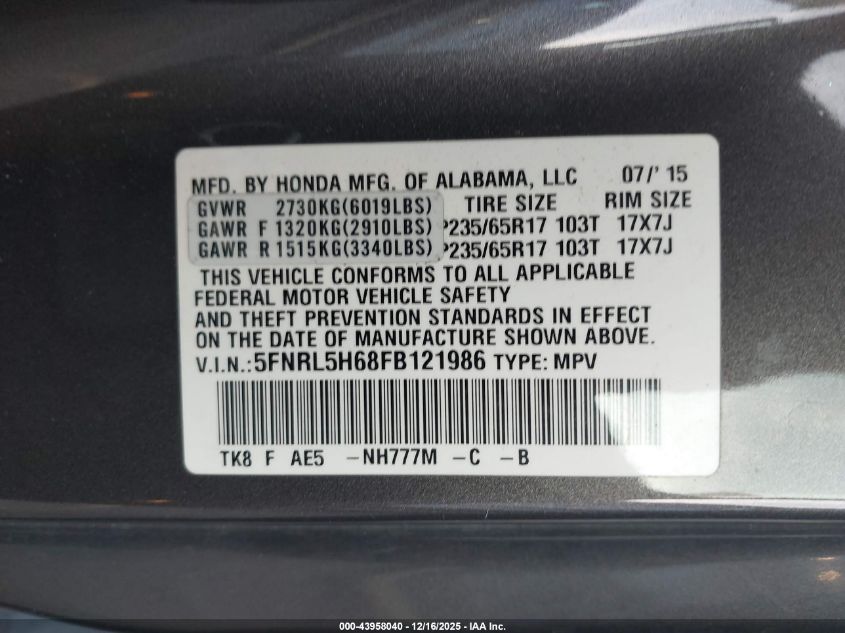 MFD. BY HONDA MFG. OF ALABAMA, LLC 07/' 15
GVWR 2730KG(6019LBS) TIRE SIZE RIM SIZE
GAWR F 1320KG(2910LBS) P235/65R17 103T 17X7J
GAWR R 1515KG(3340LBS) P235/65R17 103T 17X7J
THIS VEHICLE CONFORMS TO ALL APPLICABLE
FEDERAL MOTOR VEHICLE SAFETY
AND THEFT PREVENTION STANDARDS IN EFFECT
ON THE DATE OF MANUFACTURE SHOWN ABOVE.
V.I.N.:5FNRL5H68FB121986 TYPE: MPV
TK8 F AE5 -NH777M -C -B
000-43958040 - 12/16/2025 - IAA Inc.